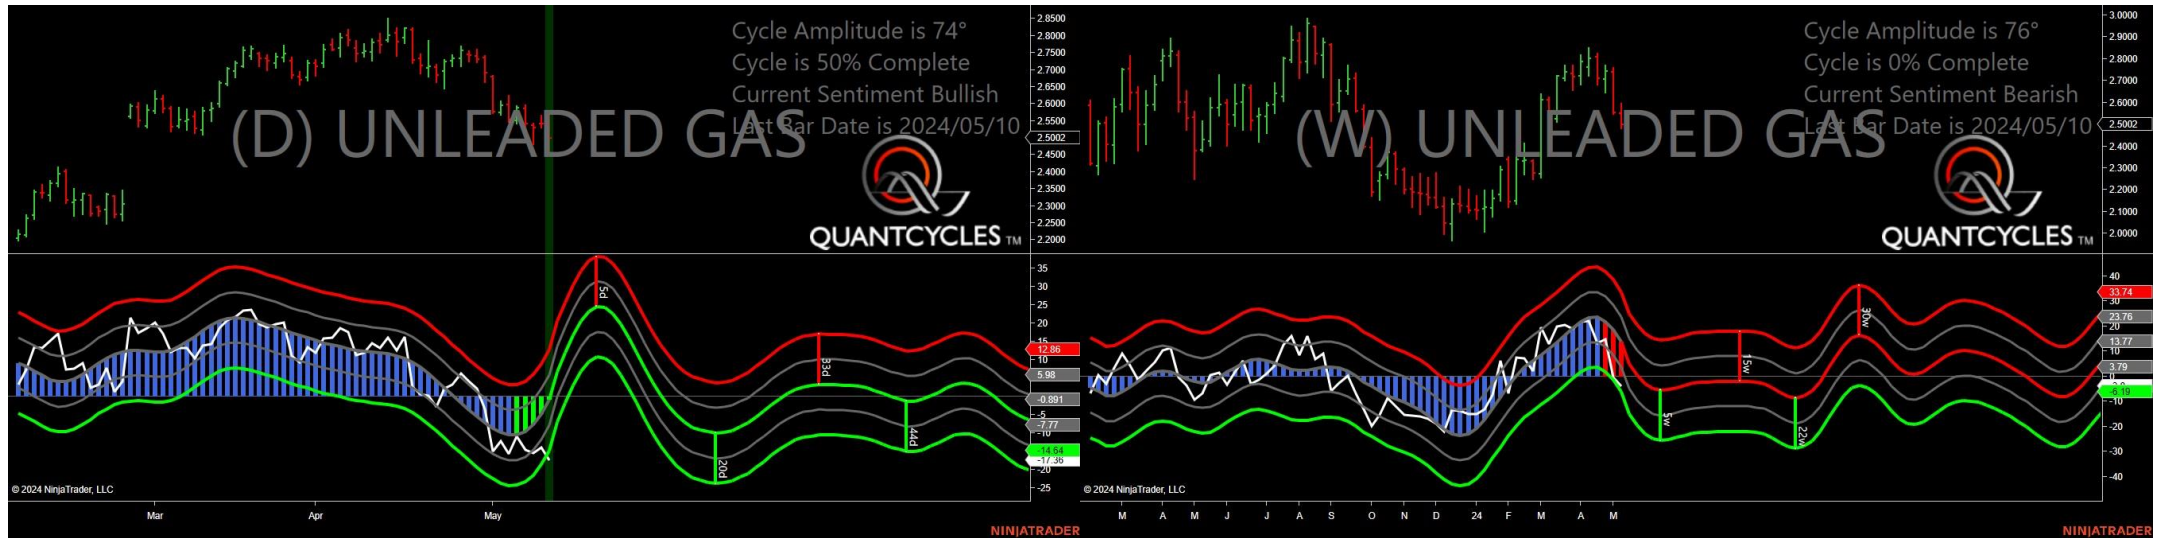 Cycle Amplitude is 74°
Cycle is 50% Complete
Current Sentiment Bullish
Last Bar Date is 2024/05/10
(D) UNLEADED GAS
QUANTCYCLES TM
2.8500
2.8000
2.7500
2.7000
2.6500
2.6000
2.5500
2.5002
2.4500
2.4000
2.3500
2.3000
2.2500
2.2000
35
30
25
20
15
12.86
10
5.98
-0.891
-5
-7.77
-10
-14.64
-17.36
-20
-25
5d
20d
33d
44d
© 2024 NinjaTrader, LLC
Mar Apr May
NINJATRADER
Cycle Amplitude is 76°
Cycle is 0% Complete
Current Sentiment Bearish
Last Bar Date is 2024/05/10
(W) UNLEADED GAS
QUANTCYCLES TM
3.0000
2.9000
2.8000
2.7000
2.6000
2.5002
2.4000
2.3000
2.2000
2.1000
2.0000
40
33.74
30
23.76
20
13.77
10
3.79
0
-6.19
-10
-20
-30
-40
5w
15w
22w
30w
© 2024 NinjaTrader, LLC
M A M J J A S O N D 24 F M A M
NINJATRADER